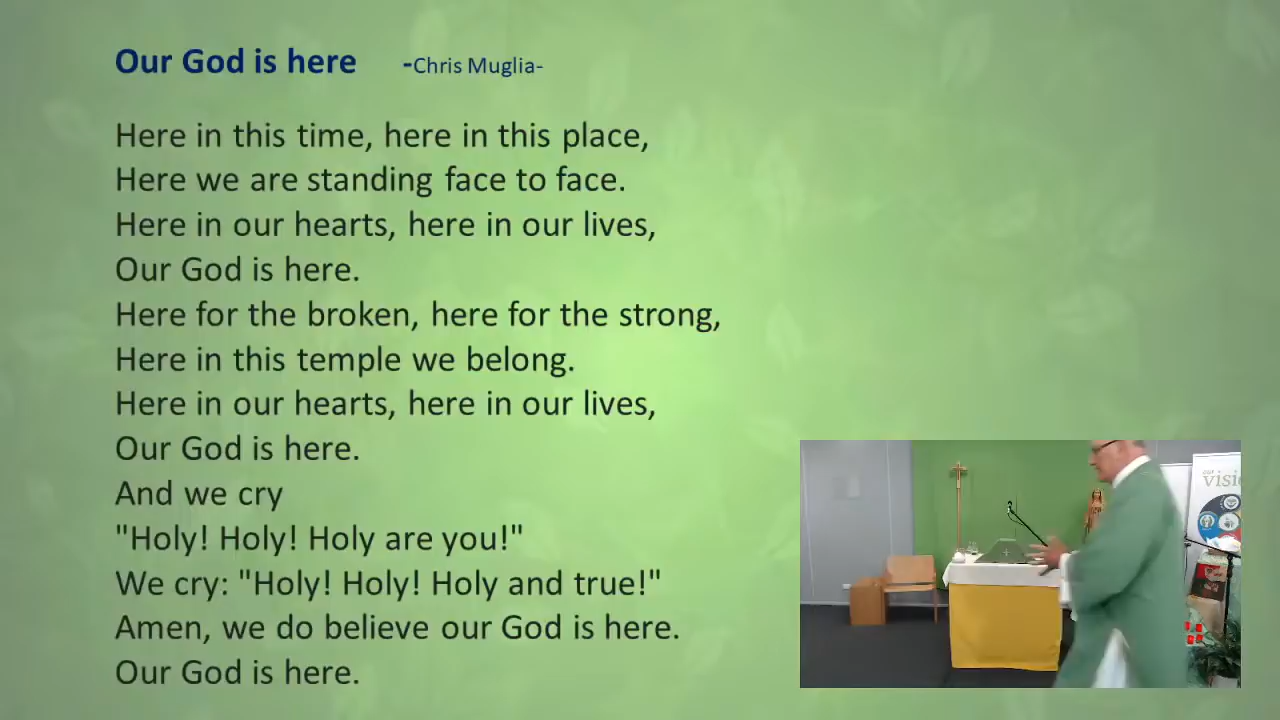 Our God is here -Chris Muglia-
Here in this time, here in this place,
Here we are standing face to face.
Here in our hearts, here in our lives,
Our God is here.
Here for the broken, here for the strong,
Here in this temple we belong.
Here in our hearts, here in our lives,
Our God is here.
And we cry
"Holy! Holy! Holy are you!"
We cry: "Holy! Holy! Holy and true!"
Amen, we do believe our God is here.
Our God is here.